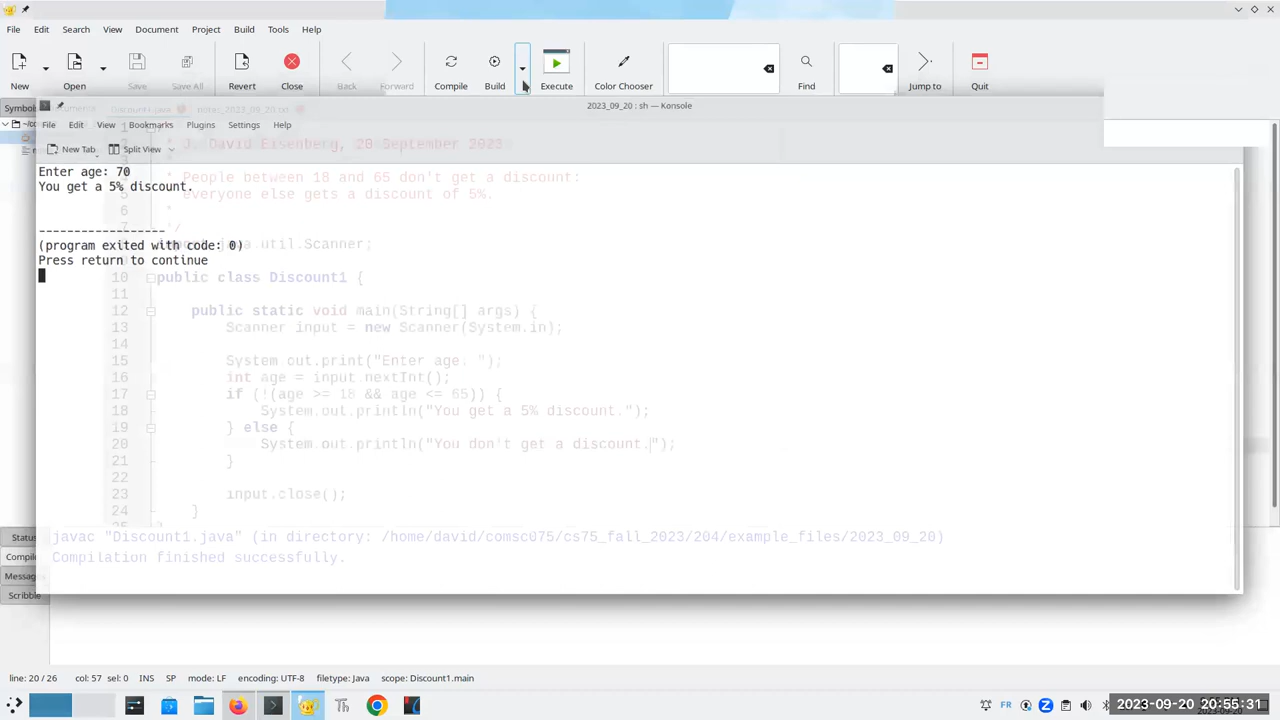 File Edit Search View Document Project Build Tools Help
New Open Save Save All Revert Close Back Forward Compile Build Execute Color Chooser Find Jump to Quit
Symbols
2023_09_20 : sh — Konsole
File Edit View Bookmarks Plugins Settings Help
New Tab Split View
Enter age: 70
You get a 5% discount.
------------------
(program exited with code: 0)
Press return to continue
* J. David Eisenberg, 20 September 2023
4 * People between 18 and 65 don't get a discount:
5 everyone else gets a discount of 5%.
6 *
7 */
java.util.Scanner;
10 public class Discount1 {
11
12 public static void main(String[] args) {
13 Scanner input = new Scanner(System.in);
14
15 System.out.print("Enter age: ");
16 int age = input.nextInt();
17 if (!(age >= 18 && age <= 65)) {
18 System.out.println("You get a 5% discount.");
19 } else {
20 System.out.println("You don't get a discount.");
21 }
22
23 input.close();
24 }
Status
javac "Discount1.java" (in directory: /home/david/comsc075/cs75_fall_2023/204/example_files/2023_09_20)
Compilation finished successfully.
Messages
Scribble
line: 20 / 26 col: 57 sel: 0 INS SP mode: LF encoding: UTF-8 filetype: Java scope: Discount1.main
FR
2023-09-20 20:55:31